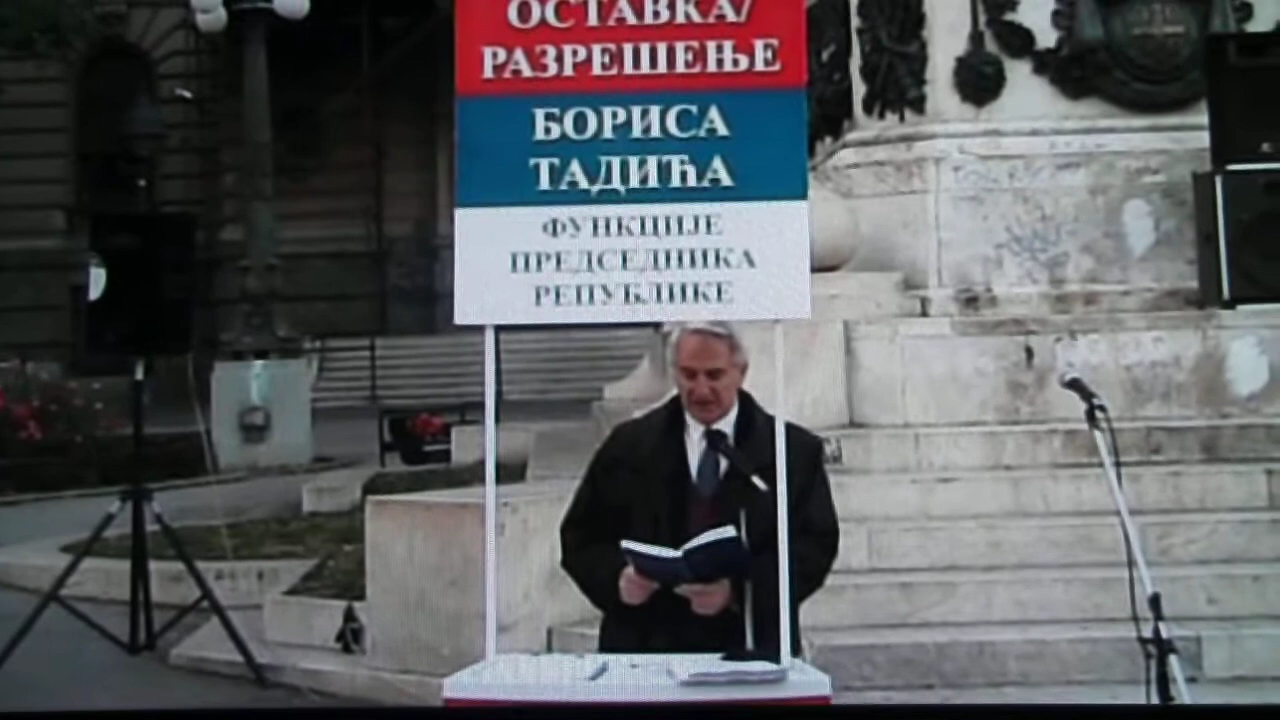 ОСТАВКА/
РАЗРЕШЕЊЕ
БОРИСА
ТАДИЋА
ФУНКЦИЈЕ
ПРЕДСЕДНИКА
РЕПУБЛИКЕ